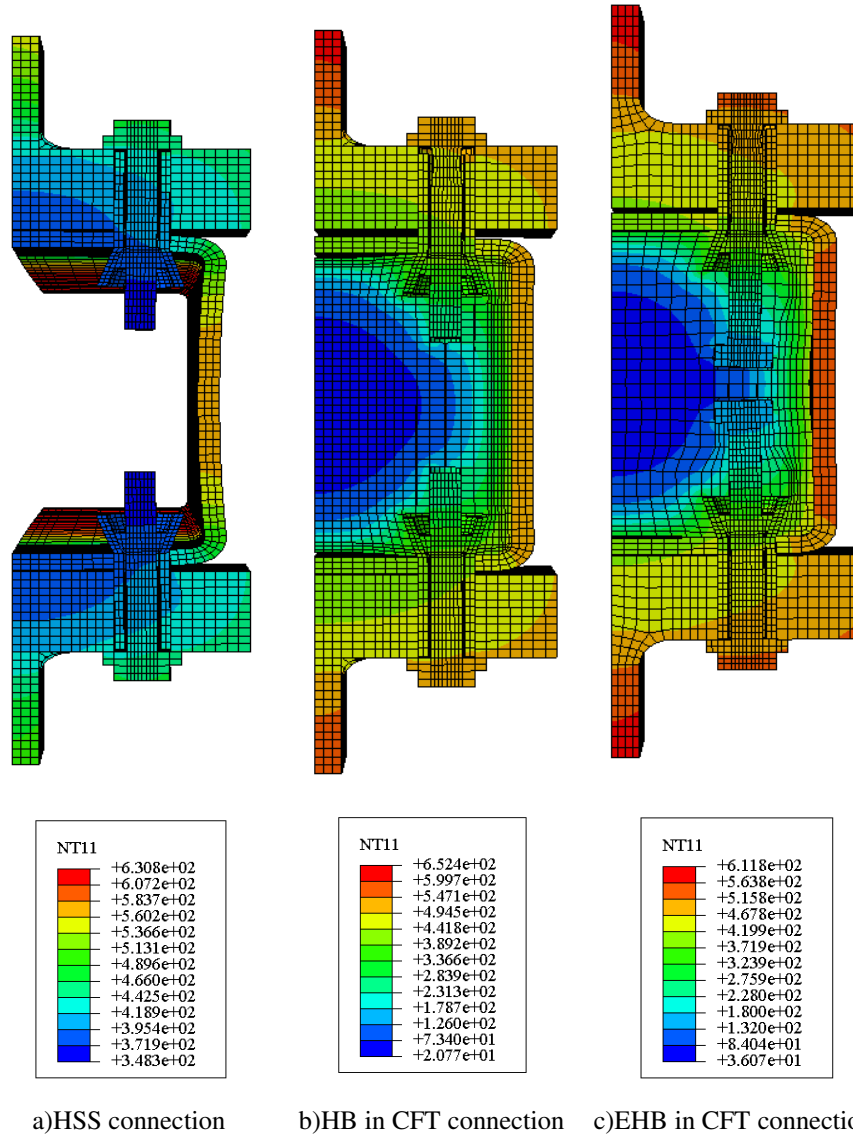 NT11
+6.308e+02
+6.072e+02
+5.837e+02
+5.602e+02
+5.366e+02
+5.131e+02
+4.896e+02
+4.660e+02
+4.425e+02
+4.189e+02
+3.954e+02
+3.719e+02
+3.483e+02
NT11
+6.524e+02
+5.997e+02
+5.471e+02
+4.945e+02
+4.418e+02
+3.892e+02
+3.366e+02
+2.839e+02
+2.313e+02
+1.787e+02
+1.260e+02
+7.340e+01
+2.077e+01
NT11
+6.118e+02
+5.638e+02
+5.158e+02
+4.678e+02
+4.199e+02
+3.719e+02
+3.239e+02
+2.759e+02
+2.280e+02
+1.800e+02
+1.320e+02
+8.404e+01
+3.607e+01
a)HSS connection b)HB in CFT connection c)EHB in CFT connectio